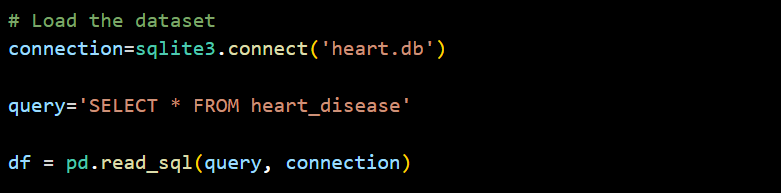 # Load the dataset
connection=sqlite3.connect('heart.db')
query='SELECT * FROM heart_disease'
df = pd.read_sql(query, connection)